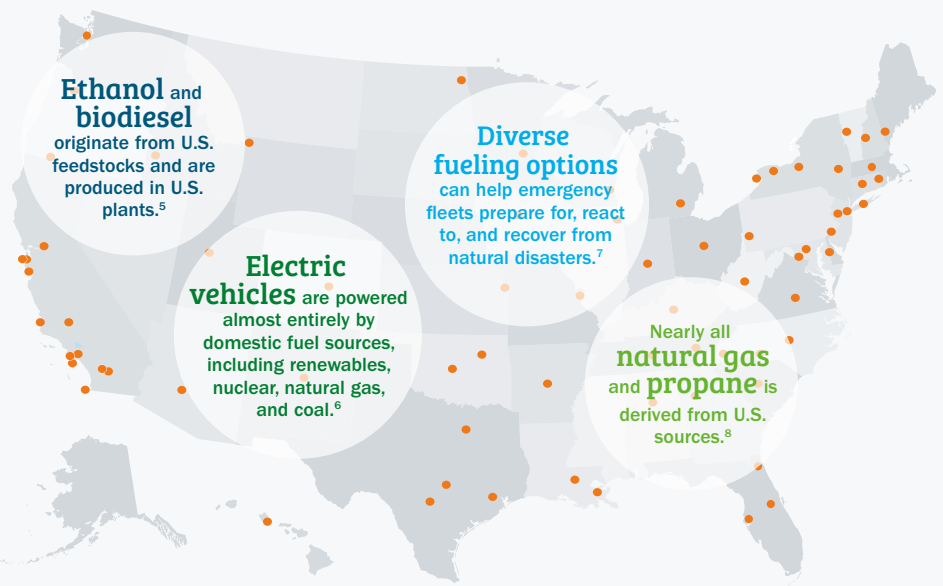 Ethanol and
biodiesel
originate from U.S.
feedstocks and are
produced in U.S.
plants.5
Diverse
fueling options
can help emergency
fleets prepare for, react
to, and recover from
natural disasters.7
Electric
vehicles are powered
almost entirely by
domestic fuel sources,
including renewables,
nuclear, natural gas,
and coal.6
Nearly all
natural gas
and propane is
derived from U.S.
sources.8